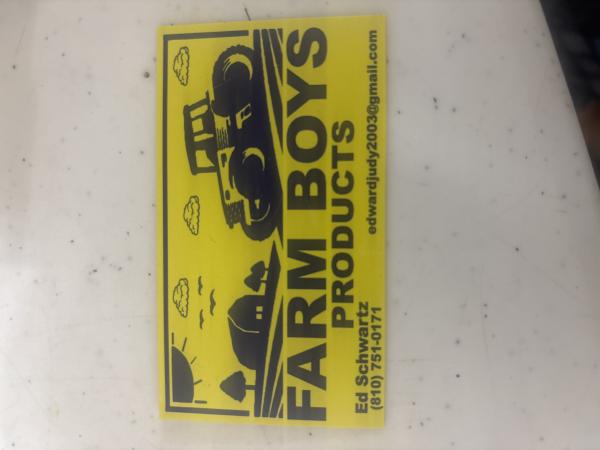 FARM BOYS
PRODUCTS
Ed Schwartz
(810) 751-0171
edwardjudy2003@gmail.com